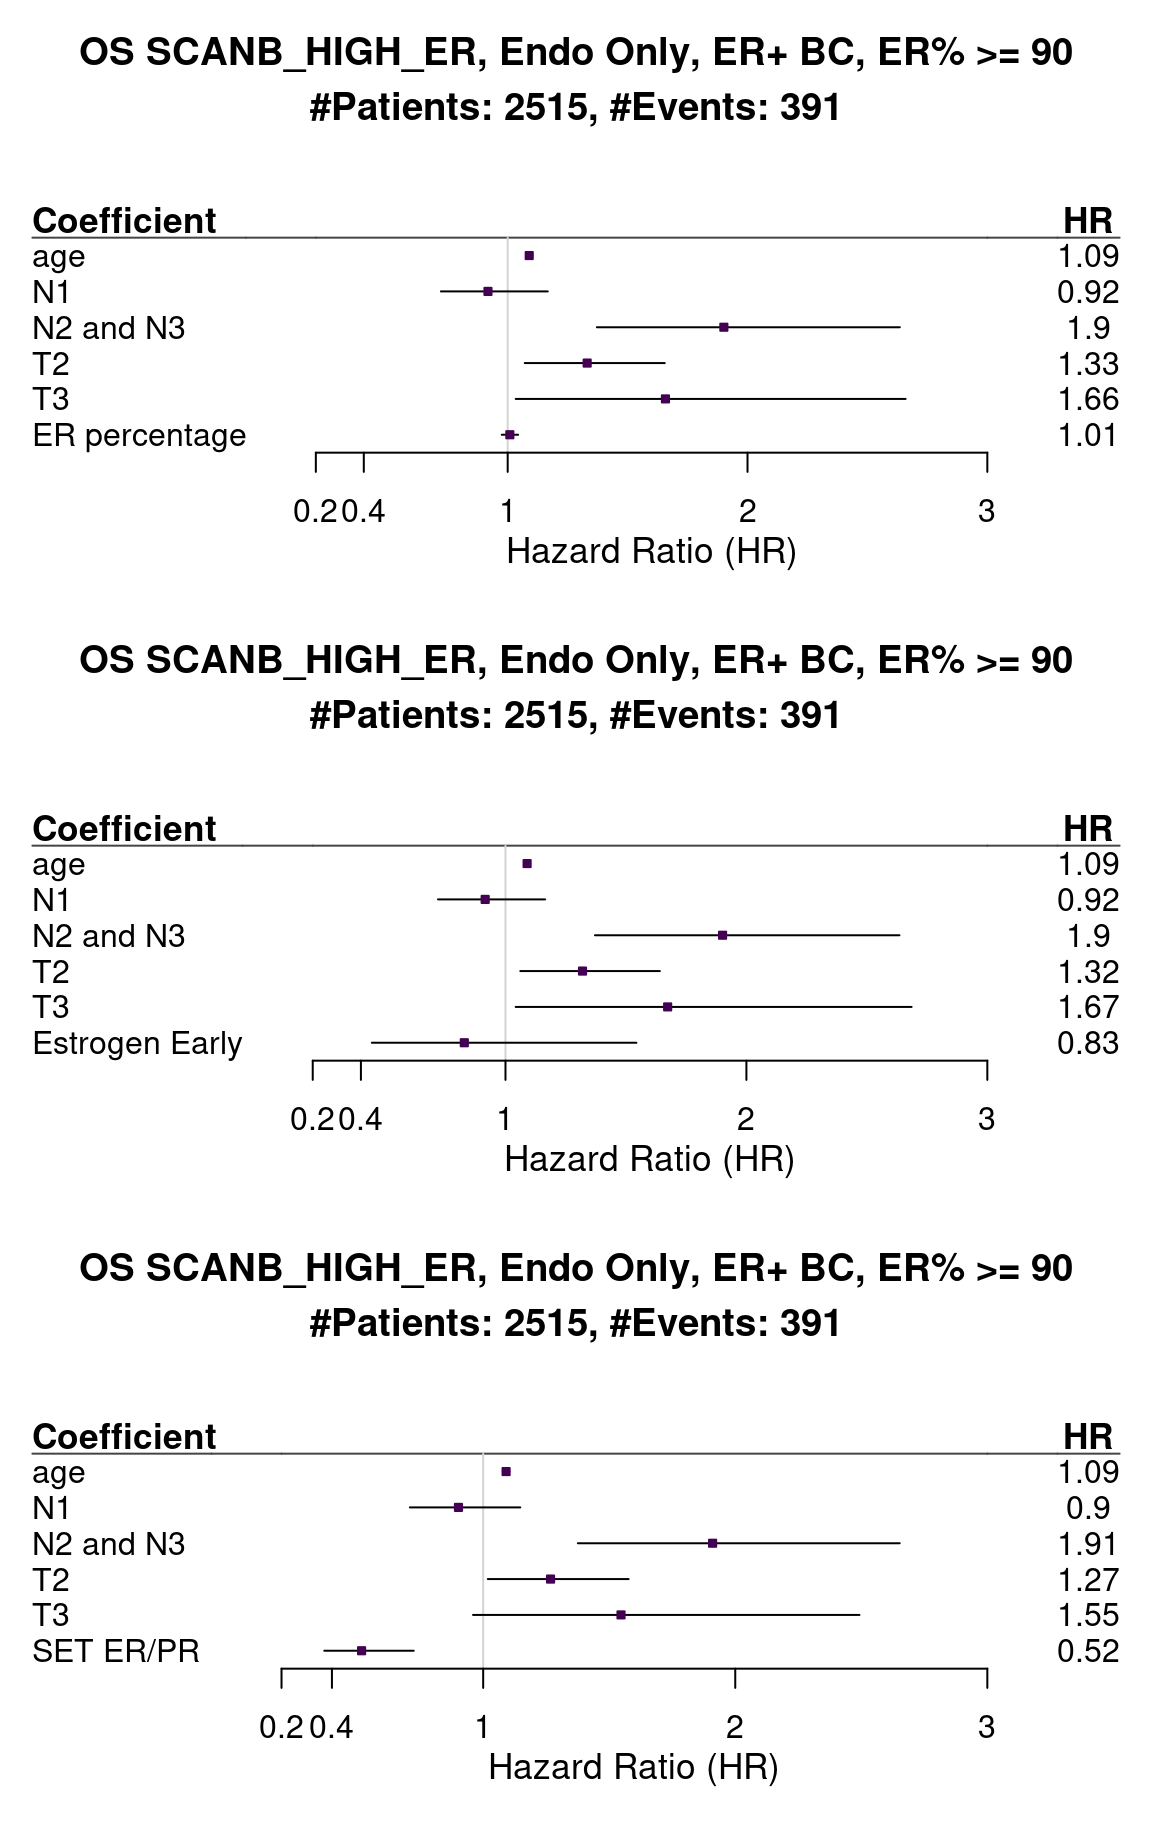 OS SCANB_HIGH_ER, Endo Only, ER+ BC, ER% >= 90
#Patients: 2515, #Events: 391
Coefficient HR
age 1.09
N1 0.92
N2 and N3 1.9
T2 1.33
T3 1.66
ER percentage 1.01
0.2 0.4 1 2 3
Hazard Ratio (HR)
OS SCANB_HIGH_ER, Endo Only, ER+ BC, ER% >= 90
#Patients: 2515, #Events: 391
Coefficient HR
age 1.09
N1 0.92
N2 and N3 1.9
T2 1.32
T3 1.67
Estrogen Early 0.83
0.2 0.4 1 2 3
Hazard Ratio (HR)
OS SCANB_HIGH_ER, Endo Only, ER+ BC, ER% >= 90
#Patients: 2515, #Events: 391
Coefficient HR
age 1.09
N1 0.9
N2 and N3 1.91
T2 1.27
T3 1.55
SET ER/PR 0.52
0.2 0.4 1 2 3
Hazard Ratio (HR)